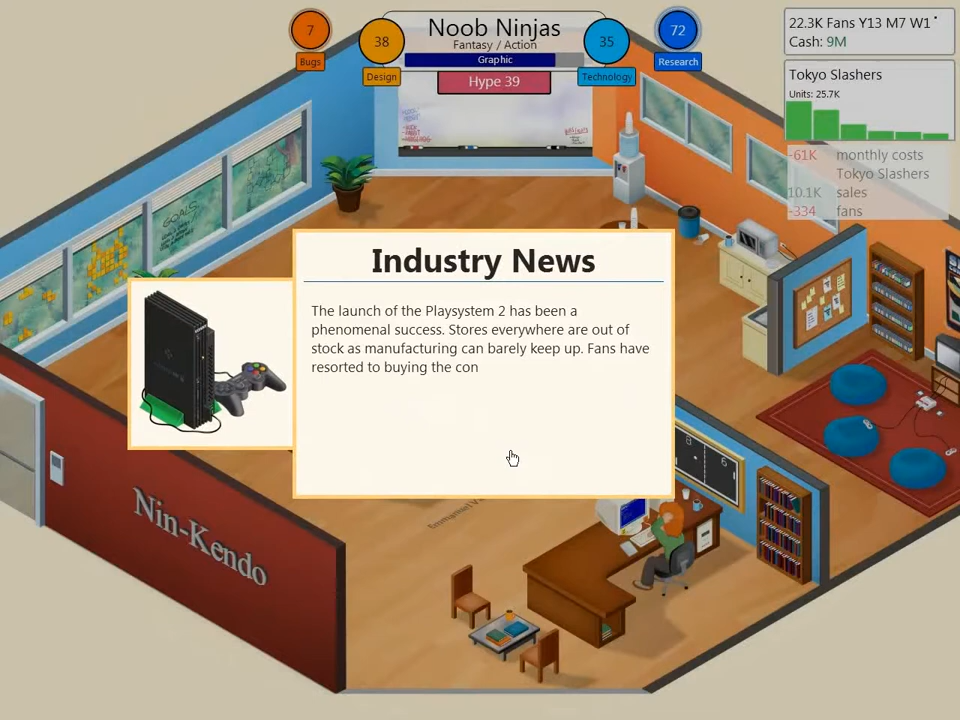 7
Bugs
38
Design
Noob Ninjas
Fantasy / Action
Graphic
Hype 39
35
Technology
72
Research
22.3K Fans Y13 M7 W1
Cash: 9M
Tokyo Slashers
Units: 25.7K
-61K monthly costs
Tokyo Slashers
10.1K sales
-334 fans
GOALS
Industry News
The launch of the Playsystem 2 has been a
phenomenal success. Stores everywhere are out of
stock as manufacturing can barely keep up. Fans have
resorted to buying the con
6
Nin-Kendo